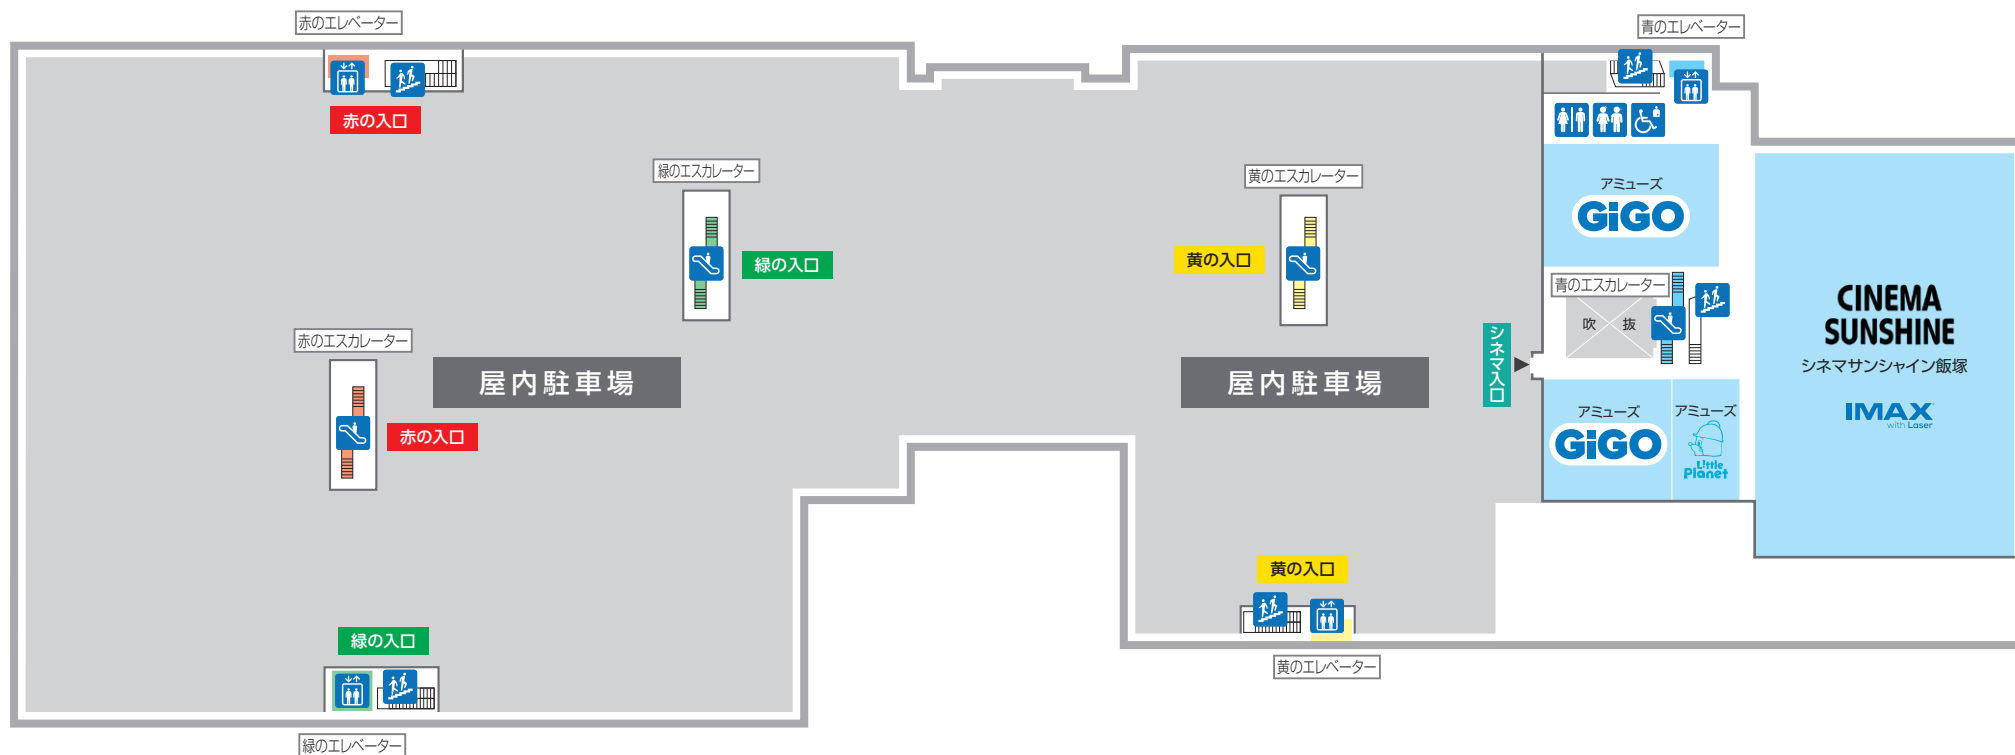 赤のエレベーター
青のエレベーター
赤の入口
緑のエスカレーター
黄のエスカレーター
アミューズ
GiGO
緑の入口
黄の入口
青のエスカレーター
吹 抜
CINEMA
SUNSHINE
シネマサンシャイン飯塚
IMAX
with Laser
シネマ入口
赤のエスカレーター
屋内駐車場
屋内駐車場
赤の入口
アミューズ
GiGO
アミューズ
Little
Planet
黄の入口
緑の入口
黄のエレベーター
緑のエレベーター